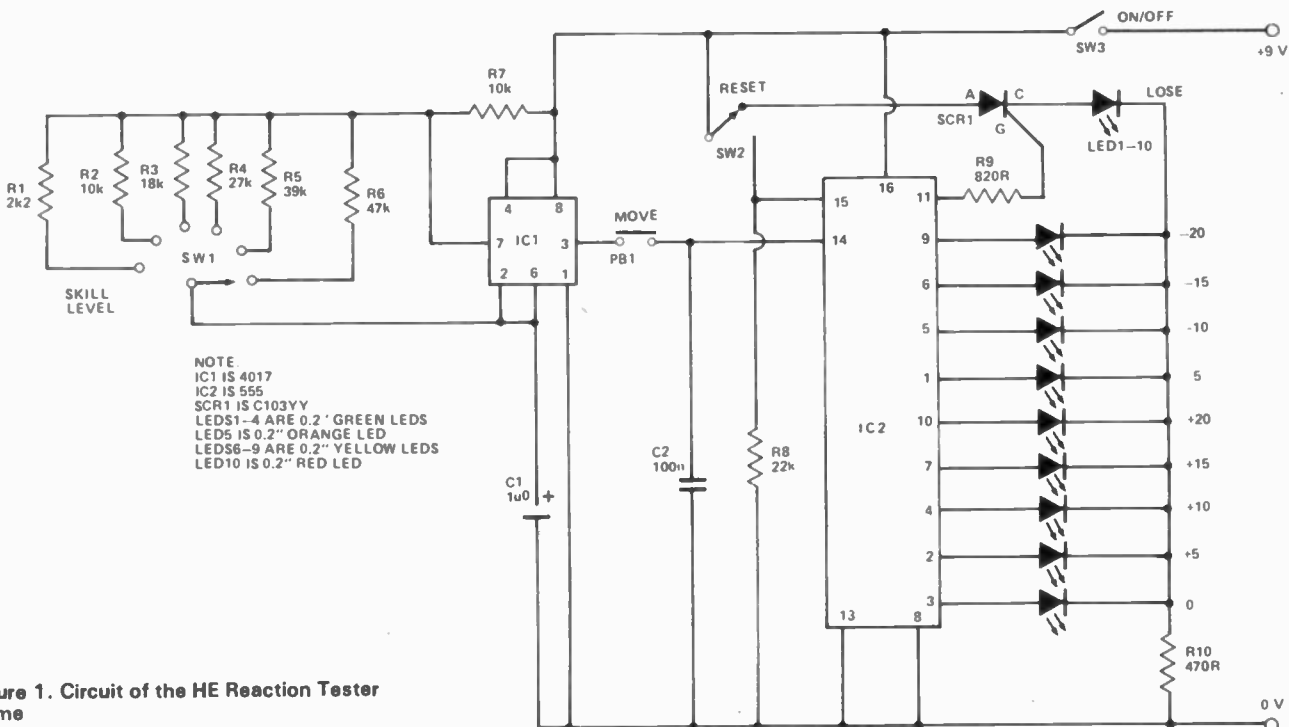 ON/OFF
SW3
+9 V
R7
10k
RESET
A
C
G
SCR1
LOSE
LED1–10
SW2
R1
2k2
R2
10k
R3
18k
R4
27k
R5
39k
R6
47k
R9
820R
4
8
7
IC1
3
2
6
1
MOVE
PB1
16
15
14
11
9
6
5
1
10
7
4
2
3
13
8
IC2
SW1
SKILL
LEVEL
–20
–15
-10
5
+20
+15
+10
+5
0
NOTE
IC1 IS 4017
IC2 IS 555
SCR1 IS C103YY
LEDS1–4 ARE 0.2' GREEN LEDS
LED5 IS 0.2" ORANGE LED
LEDS6–9 ARE 0.2" YELLOW LEDS
LED10 IS 0.2" RED LED
C1
1u0
+
C2
100n
R8
22k
R10
470R
0 V
ure 1. Circuit of the HE Reaction Tester
me